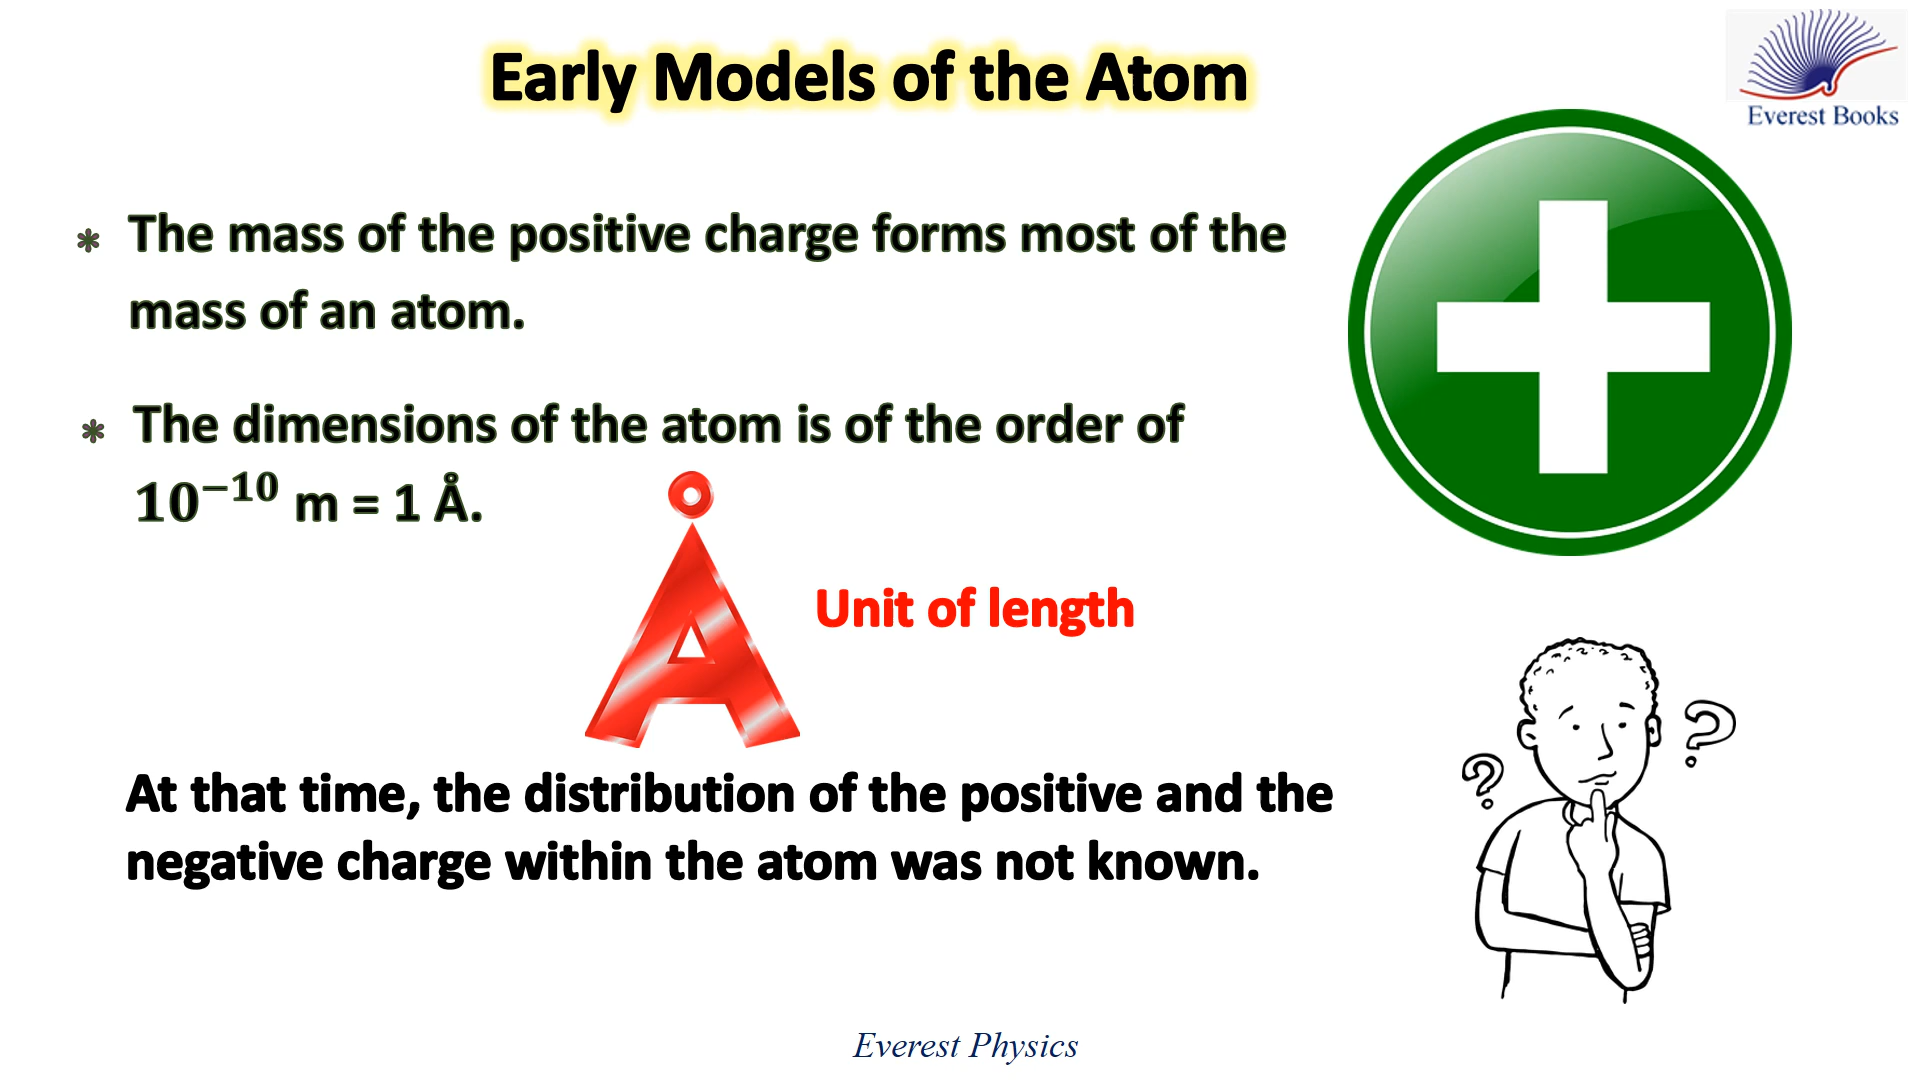 Early Models of the Atom
Everest Books
* The mass of the positive charge forms most of the
mass of an atom.
* The dimensions of the atom is of the order of
10⁻¹⁰ m = 1 Å.
Å
Unit of length
? ?
At that time, the distribution of the positive and the
negative charge within the atom was not known.
Everest Physics